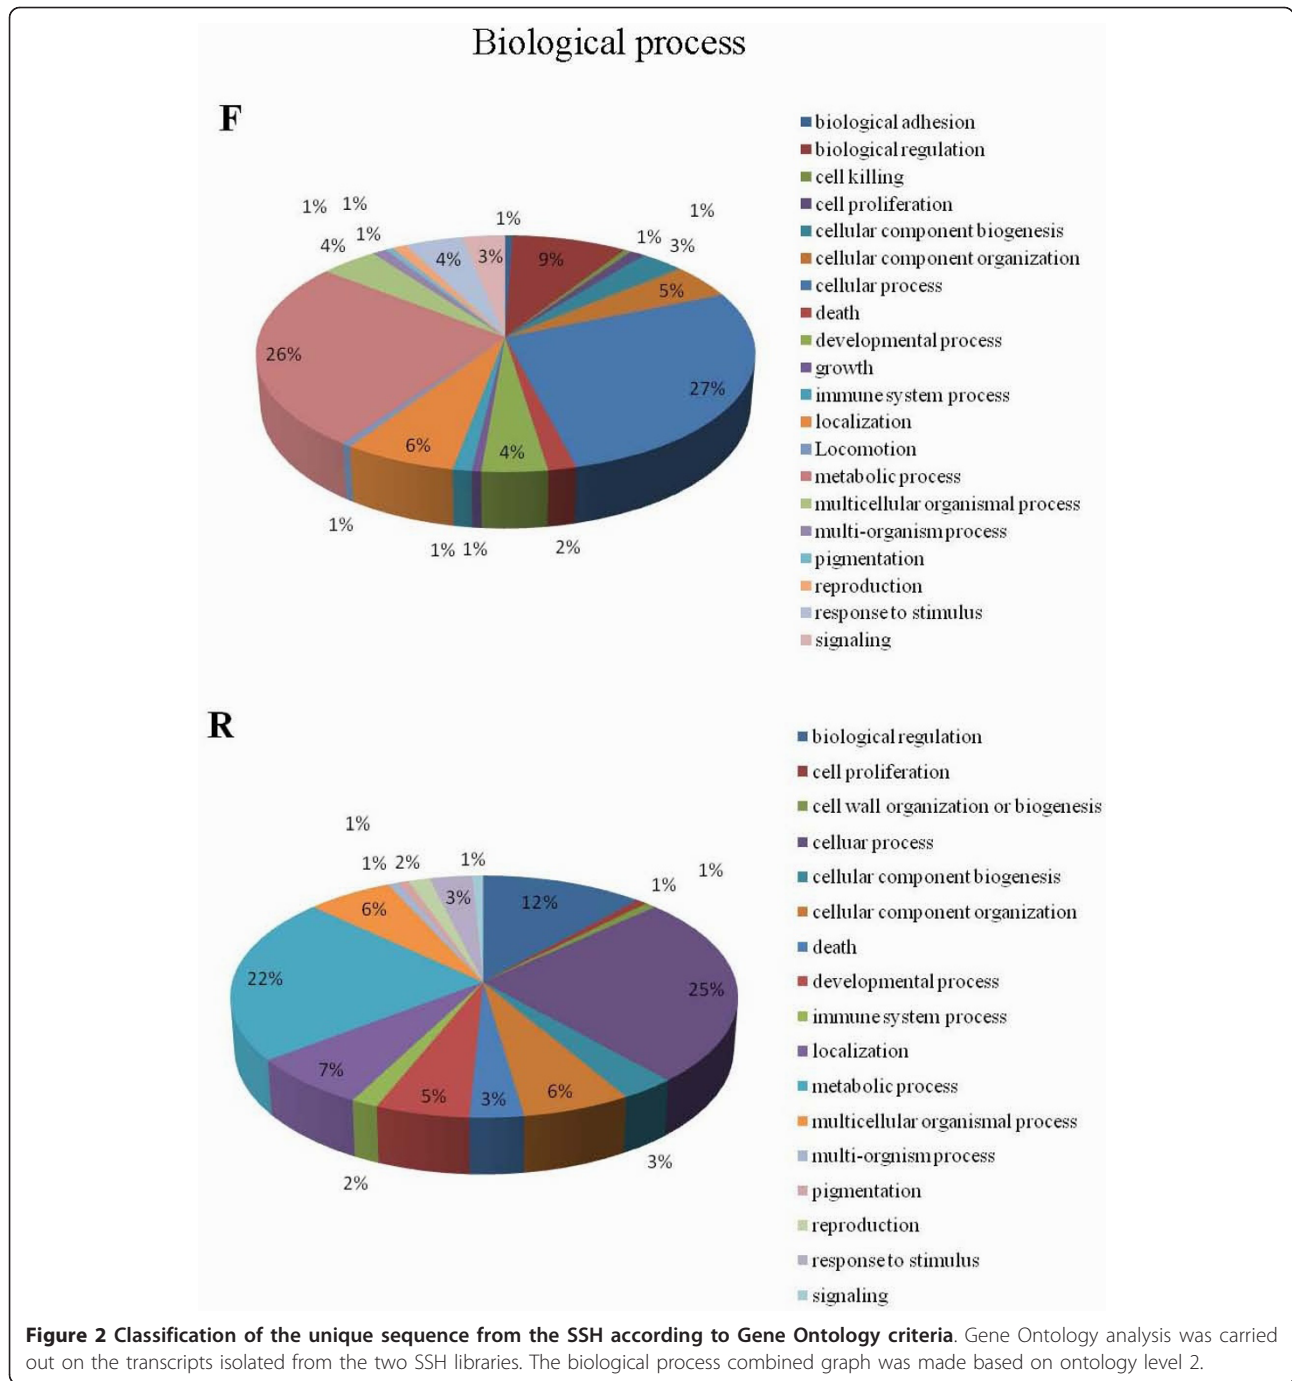 Biological process
F
1% 1% 1% 1%
4% 1% 4% 3% 9% 1% 3%
5%
26%
27%
6% 4%
1%
1% 1% 2%
biological adhesion
biological regulation
cell killing
cell proliferation
cellular component biogenesis
cellular component organization
cellular process
death
developmental process
growth
immune system process
localization
Locomotion
metabolic process
multicellular organismal process
multi-organism process
pigmentation
reproduction
response to stimulus
signaling
R
1%
1% 2% 1% 1%
1%
6% 3% 12%
22% 25%
7% 5% 3% 6%
3%
2%
biological regulation
cell proliferation
cell wall organization or biogenesis
celluar process
cellular component biogenesis
cellular component organization
death
developmental process
immune system process
localization
metabolic process
multicellular organismal process
multi-orgnism process
pigmentation
reproduction
response to stimulus
signaling
Figure 2 Classification of the unique sequence from the SSH according to Gene Ontology criteria. Gene Ontology analysis was carried
out on the transcripts isolated from the two SSH libraries. The biological process combined graph was made based on ontology level 2.